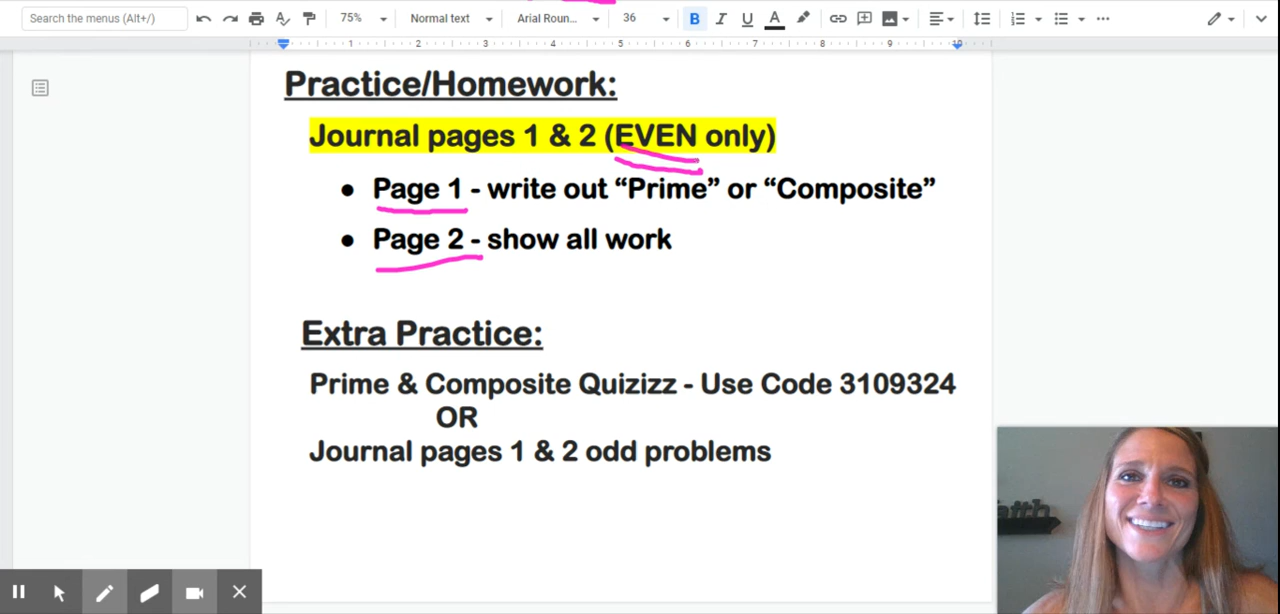 Search the menus (Alt+/)
75%
Normal text
Arial Roun...
36
B
I
U
A
1
2
3
4
5
6
7
8
9
10
Practice/Homework:
Journal pages 1 & 2 (EVEN only)
● Page 1 - write out “Prime” or “Composite”
● Page 2 - show all work
Extra Practice:
Prime & Composite Quizizz - Use Code 3109324
OR
Journal pages 1 & 2 odd problems